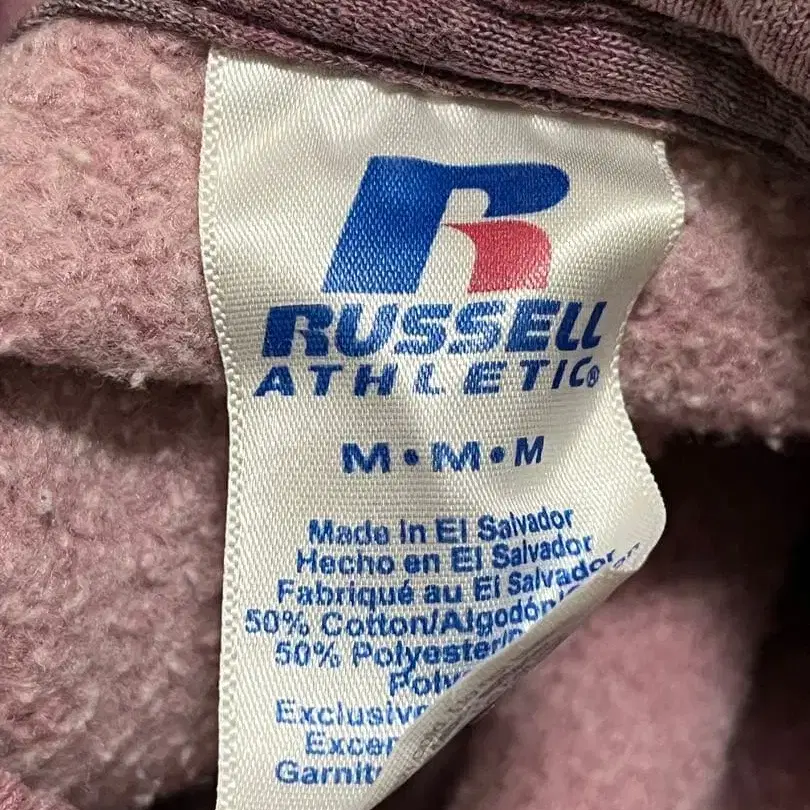 RUSSELL
ATHLETIC®
M•M•M
Made in El Salvador
Hecho en El Salvador
Fabriqué au El Salvador
50% Cotton/Algodón/
50% Polyester/